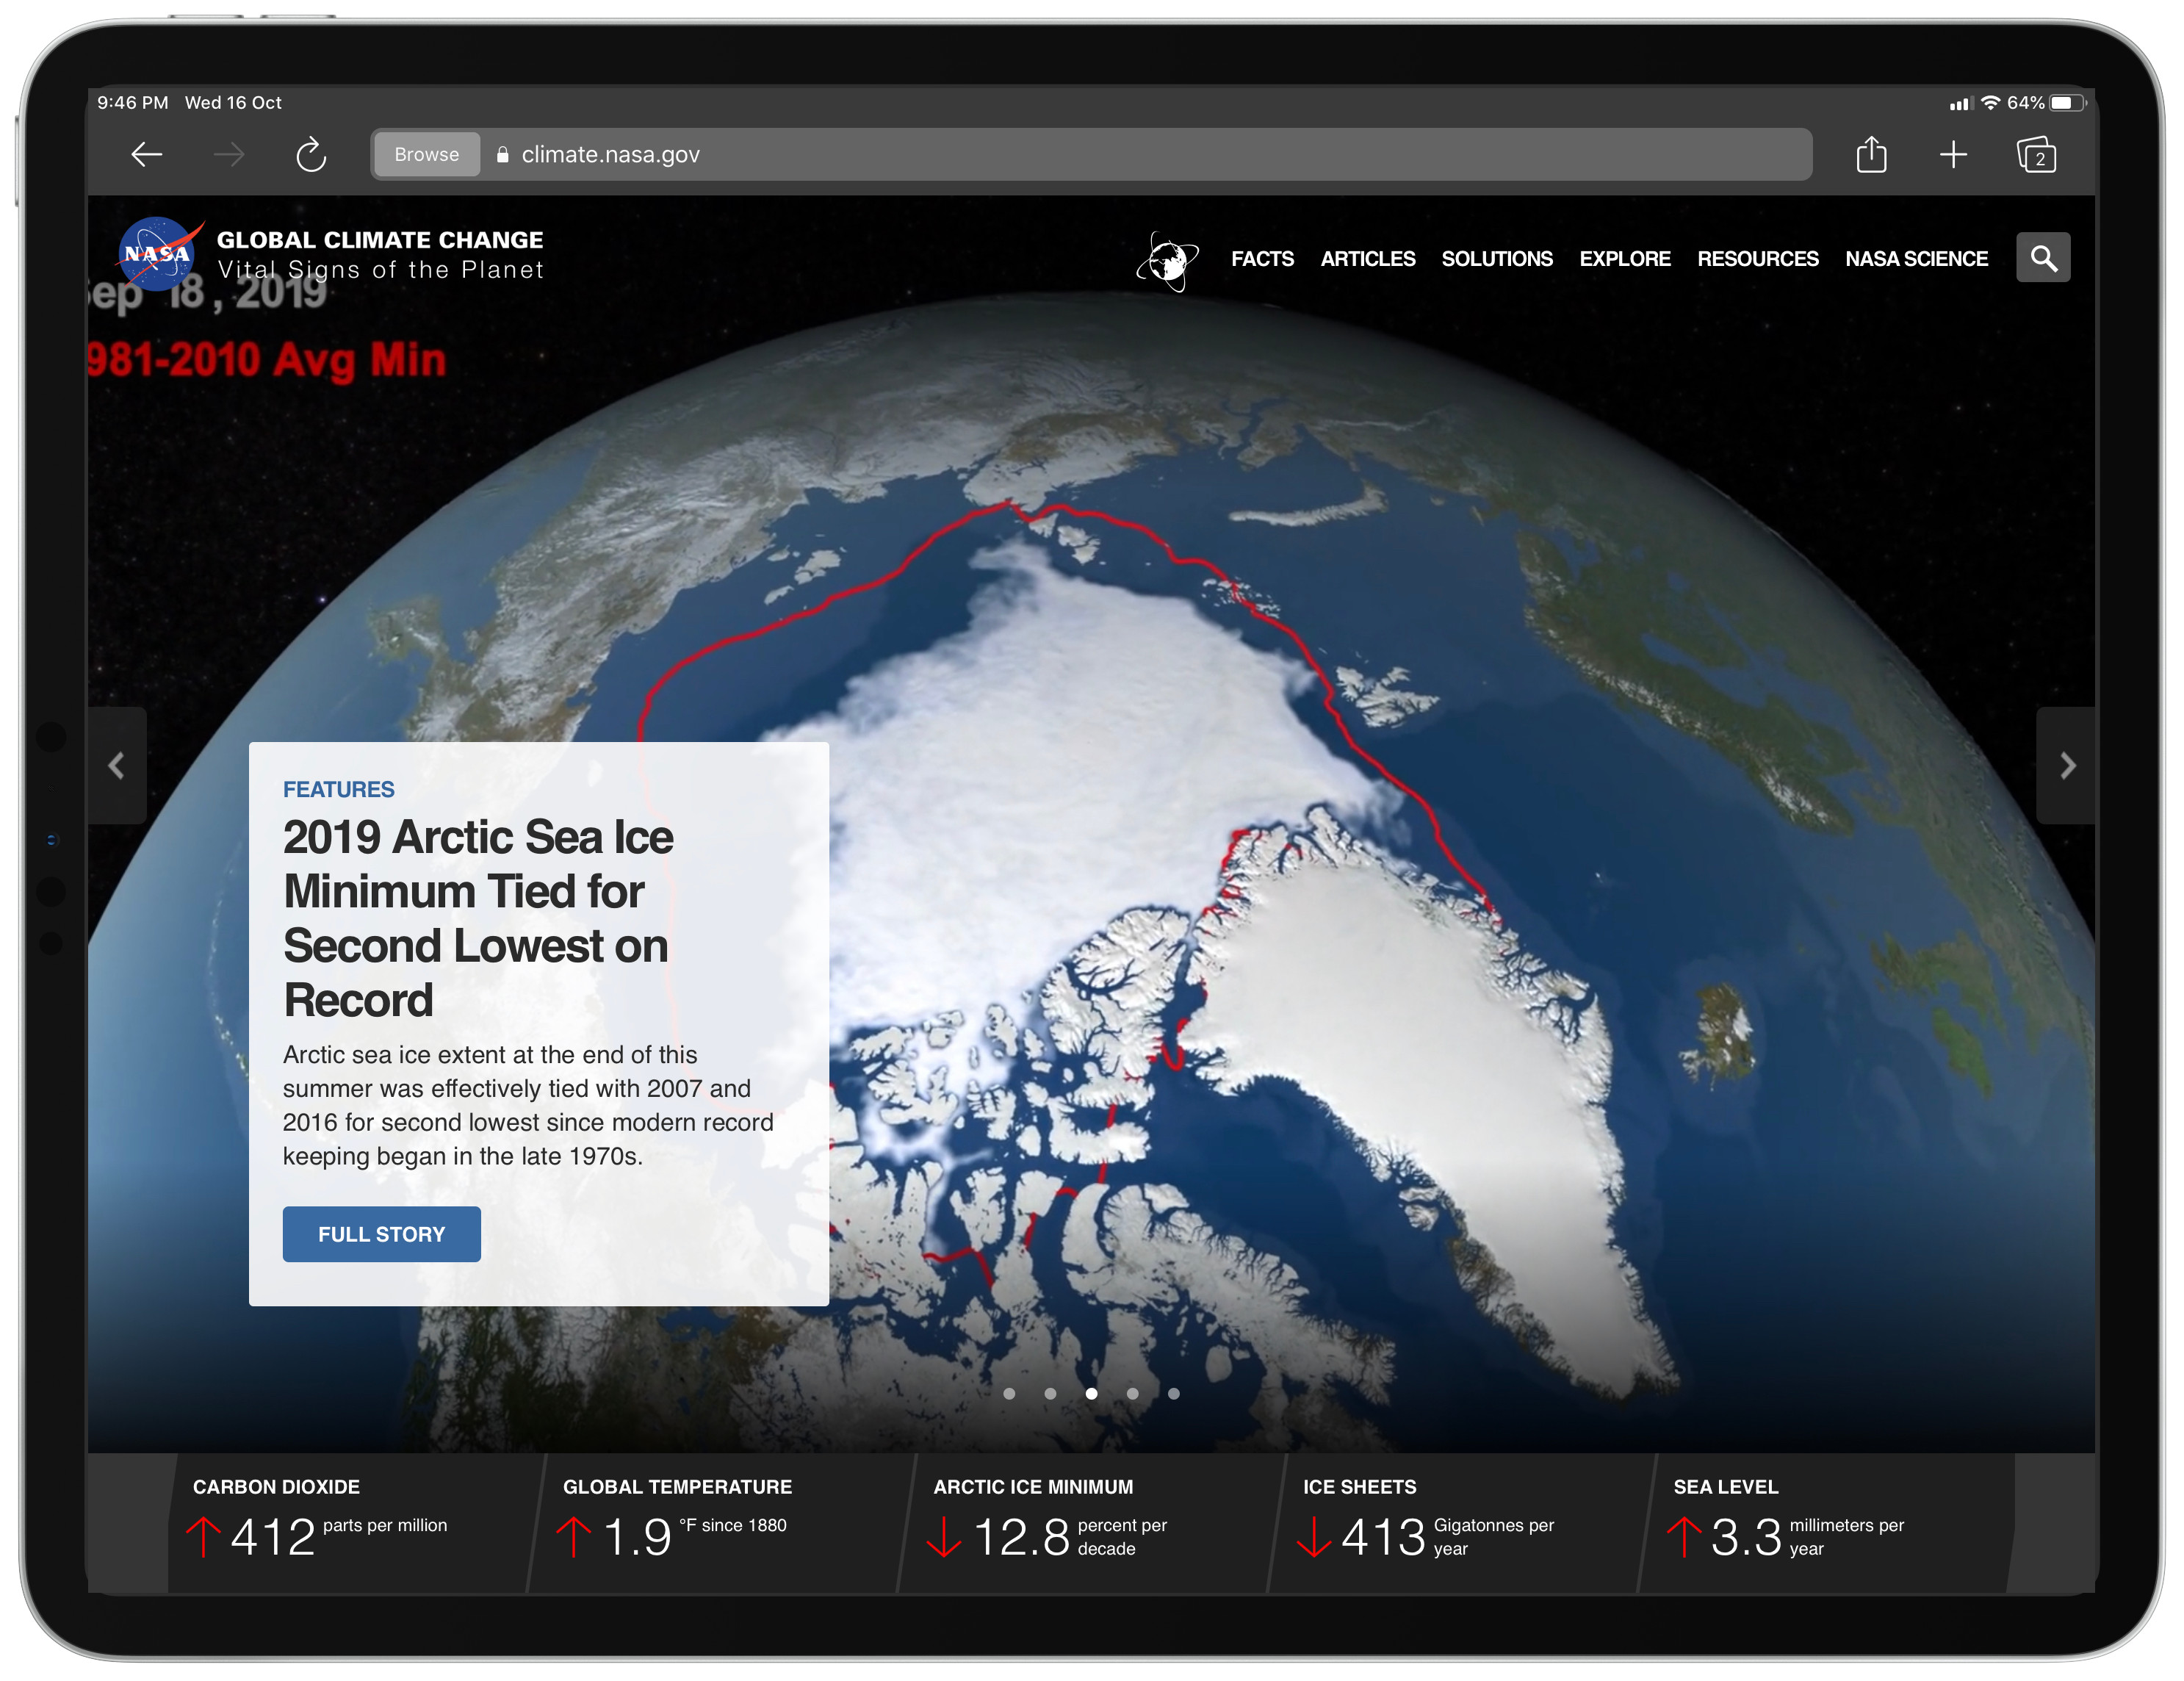 9:46 PM Wed 16 Oct
64%
Browse climate.nasa.gov
2
NASA
GLOBAL CLIMATE CHANGE
Vital Signs of the Planet
FACTS ARTICLES SOLUTIONS EXPLORE RESOURCES NASA SCIENCE
ep 18, 2019
981-2010 Avg Min
FEATURES
2019 Arctic Sea Ice
Minimum Tied for
Second Lowest on
Record
Arctic sea ice extent at the end of this
summer was effectively tied with 2007 and
2016 for second lowest since modern record
keeping began in the late 1970s.
FULL STORY
CARBON DIOXIDE
412 parts per million
GLOBAL TEMPERATURE
1.9 °F since 1880
ARCTIC ICE MINIMUM
12.8 percent per
decade
ICE SHEETS
413 Gigatonnes per
year
SEA LEVEL
3.3 millimeters per
year